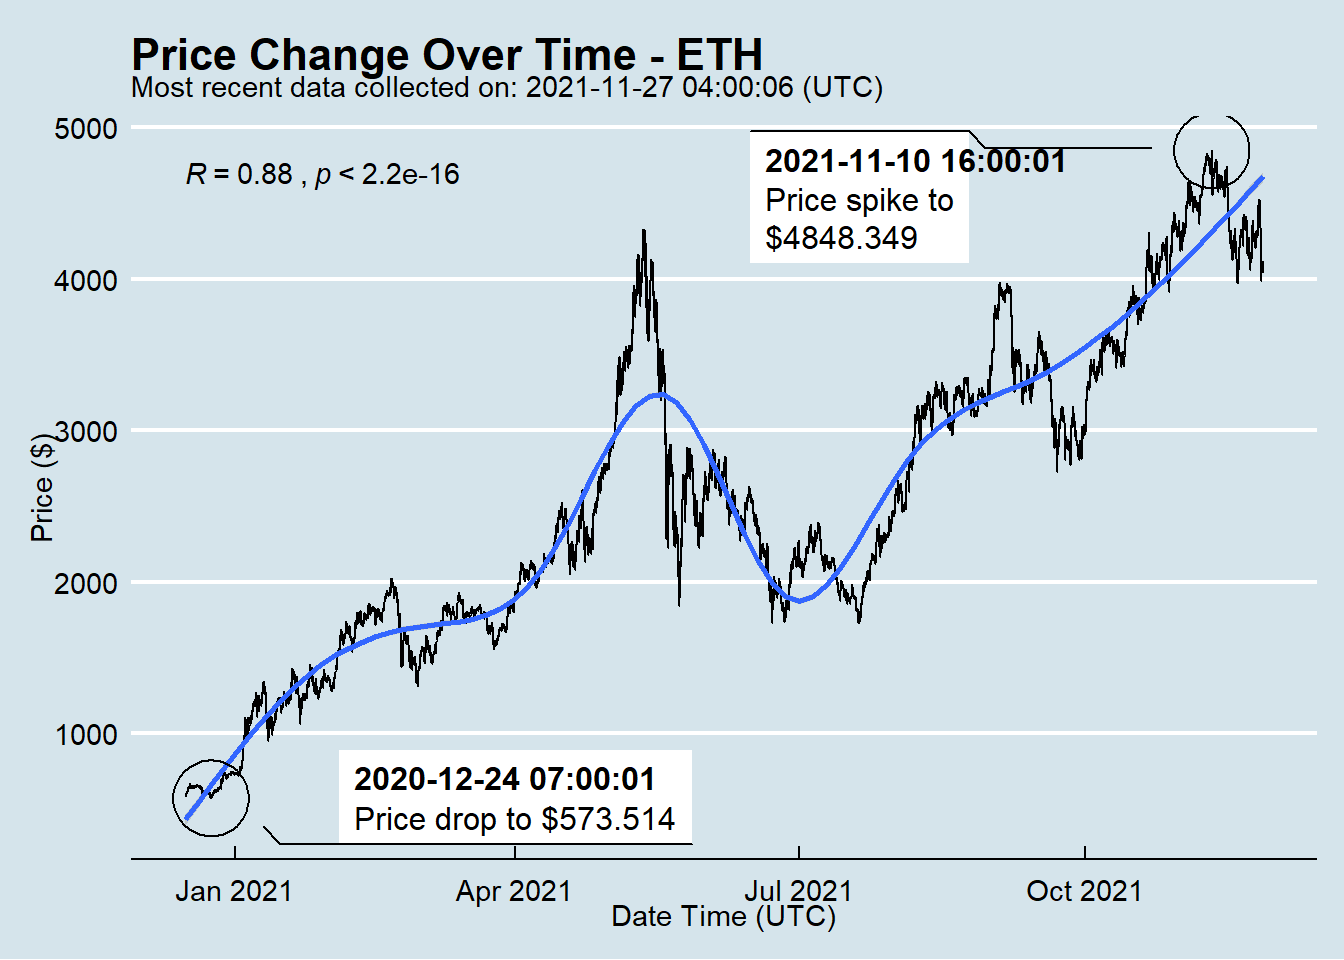 Price Change Over Time - ETH
Most recent data collected on: 2021-11-27 04:00:06 (UTC)
R = 0.88 , p < 2.2e-16
2021-11-10 16:00:01
Price spike to
$4848.349
5000
4000
3000
2000
1000
Price ($)
2020-12-24 07:00:01
Price drop to $573.514
Jan 2021
Apr 2021
Jul 2021
Oct 2021
Date Time (UTC)